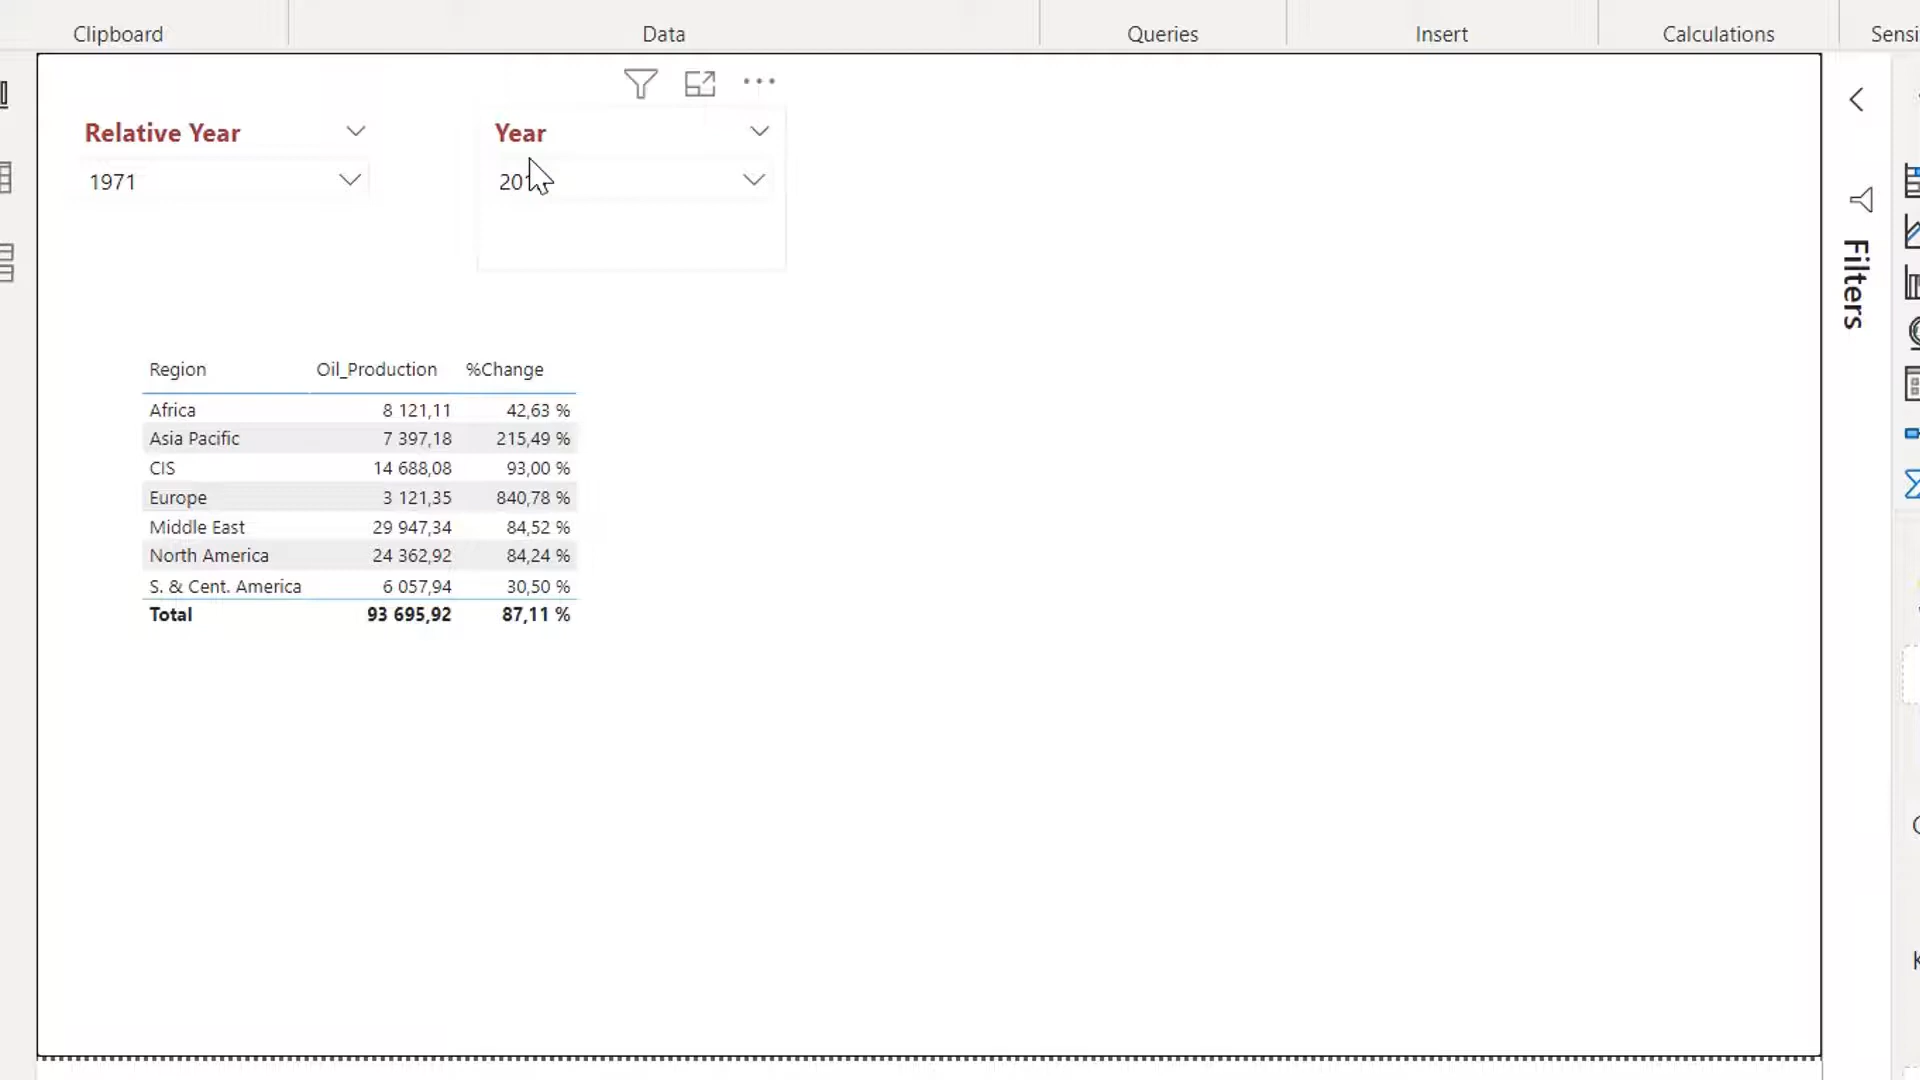 Clipboard
Data
Queries
Insert
Calculations
Relative Year
1971
Year
Filters
Region Oil_Production %Change
Africa 8 121,11 42,63 %
Asia Pacific 7 397,18 215,49 %
CIS 14 688,08 93,00 %
Europe 3 121,35 840,78 %
Middle East 29 947,34 84,52 %
North America 24 362,92 84,24 %
S. & Cent. America 6 057,94 30,50 %
Total 93 695,92 87,11 %